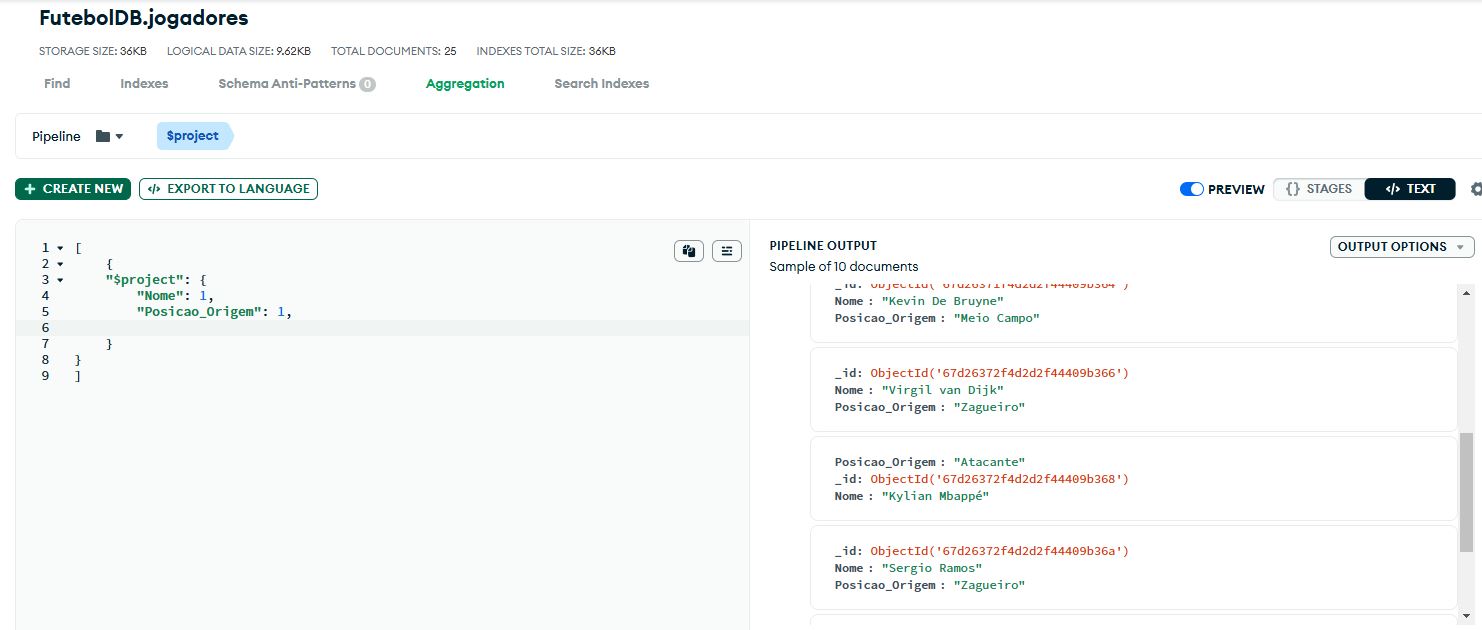 FutebolDB.jogadores
STORAGE SIZE: 36KB LOGICAL DATA SIZE: 9.62KB TOTAL DOCUMENTS: 25 INDEXES TOTAL SIZE: 36KB
Find Indexes Schema Anti-Patterns 0 Aggregation Search Indexes
Pipeline $project
+ CREATE NEW </> EXPORT TO LANGUAGE
PREVIEW {} STAGES </> TEXT
1 [
2 {
3 "$project": {
4 "Nome": 1,
5 "Posicao_Origem": 1,
6
7 }
8 }
9 ]
PIPELINE OUTPUT
Sample of 10 documents
OUTPUT OPTIONS
_id: ObjectId('67d26371f4d2d2f44409b364')
Nome : "Kevin De Bruyne"
Posicao_Origem : "Meio Campo"
_id: ObjectId('67d26372f4d2d2f44409b366')
Nome : "Virgil van Dijk"
Posicao_Origem : "Zagueiro"
Posicao_Origem : "Atacante"
_id: ObjectId('67d26372f4d2d2f44409b368')
Nome : "Kylian Mbappé"
_id: ObjectId('67d26372f4d2d2f44409b36a')
Nome : "Sergio Ramos"
Posicao_Origem : "Zagueiro"